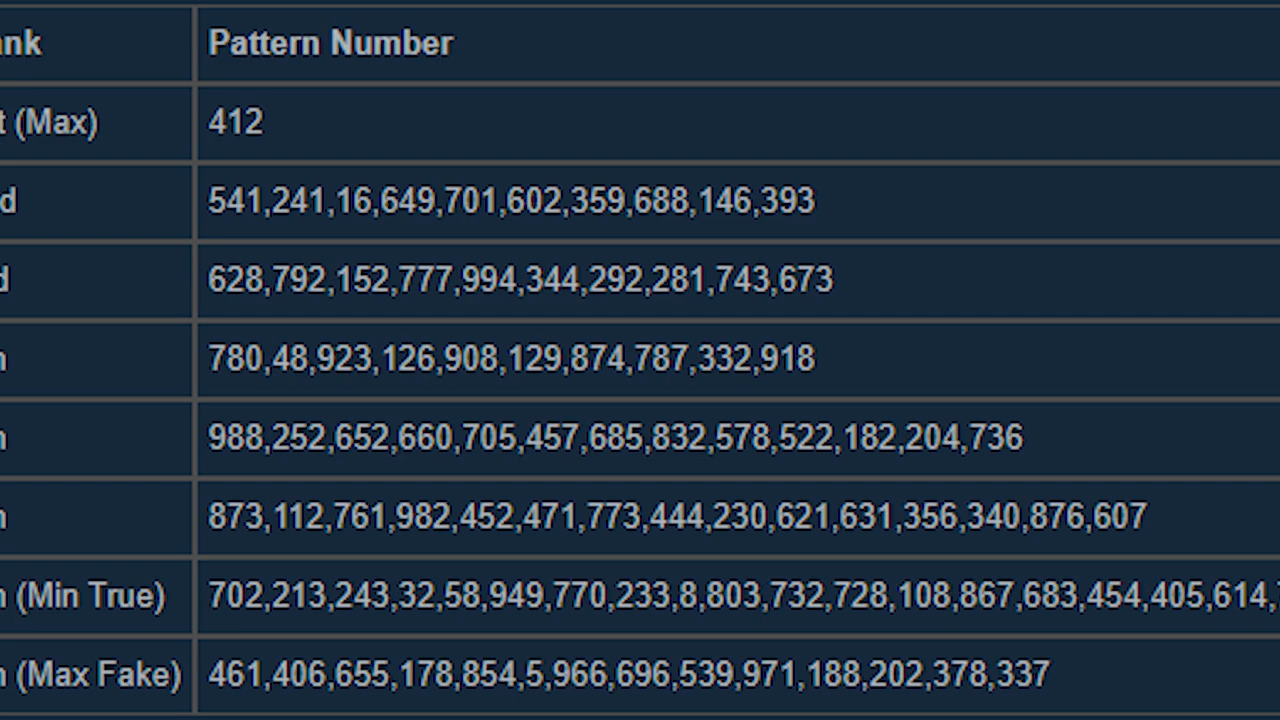 nk Pattern Number
t (Max) 412
d 541,241,16,649,701,602,359,688,146,393
d 628,792,152,777,994,344,292,281,743,673
h 780,48,923,126,908,129,874,787,332,918
h 988,252,652,660,705,457,685,832,578,522,182,204,736
h 873,112,761,982,452,471,773,444,230,621,631,356,340,876,607
h (Min True) 702,213,243,32,58,949,770,233,8,803,732,728,108,867,683,454,405,614,
h (Max Fake) 461,406,655,178,854,5,966,696,539,971,188,202,378,337